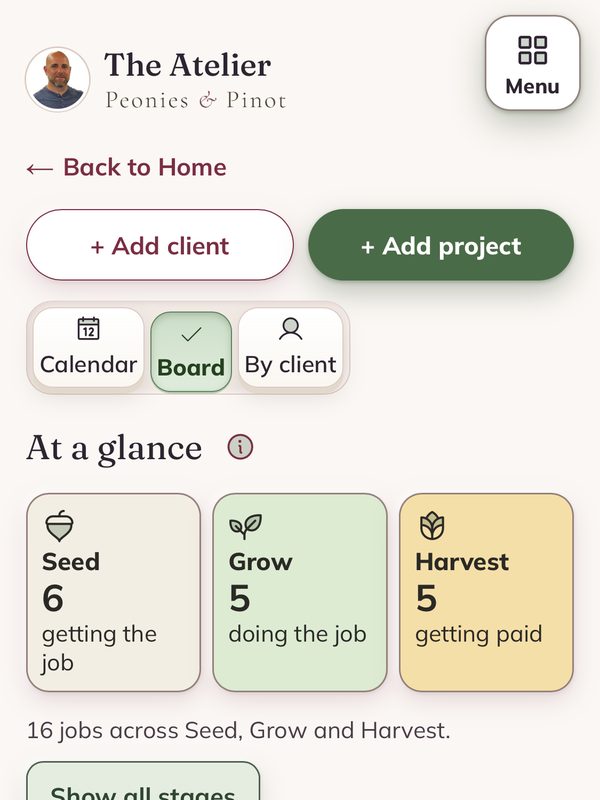 The Atelier
Peonies & Pinot
Menu
← Back to Home
+ Add client
+ Add project
12
Calendar
Board
By client
At a glance
i
Seed
6
getting the
job
Grow
5
doing the job
Harvest
5
getting paid
16 jobs across Seed, Grow and Harvest.
Show all stages